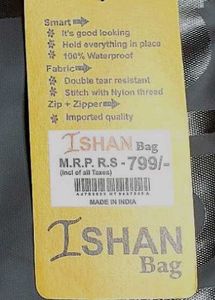 Smart
It's good looking
Held everything in place
100% Waterproof
Fabric
Double tear resistant
Stitch with Nylon thread
Zip + Zipper
Imported quality
ISHAN Bag
M.R.P. R.S - 799/-
(incl of all Taxes)
MADE IN INDIA
ISHAN
Bag